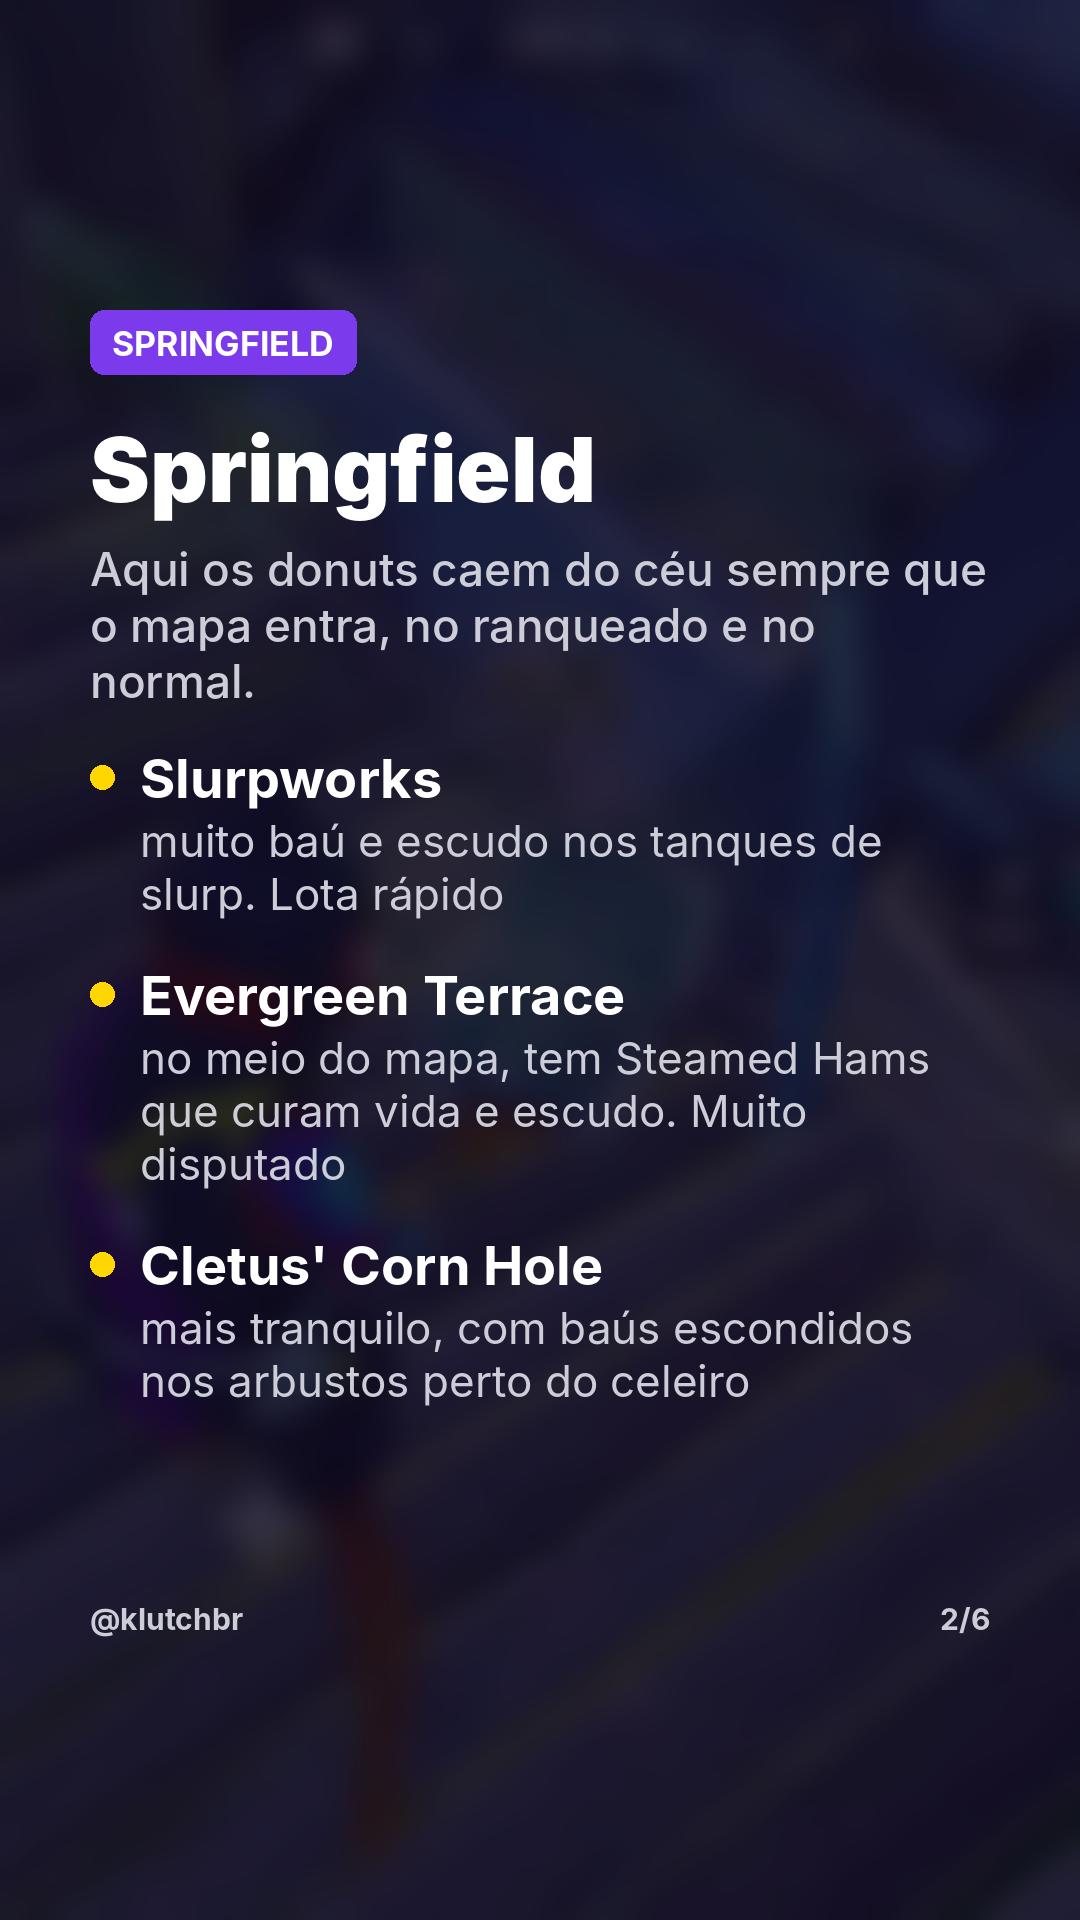 SPRINGFIELD
Springfield
Aqui os donuts caem do céu sempre que
o mapa entra, no ranqueado e no
normal.
Slurpworks
muito baú e escudo nos tanques de
slurp. Lota rápido
Evergreen Terrace
no meio do mapa, tem Steamed Hams
que curam vida e escudo. Muito
disputado
Cletus' Corn Hole
mais tranquilo, com baús escondidos
nos arbustos perto do celeiro
@klutchbr
2/6